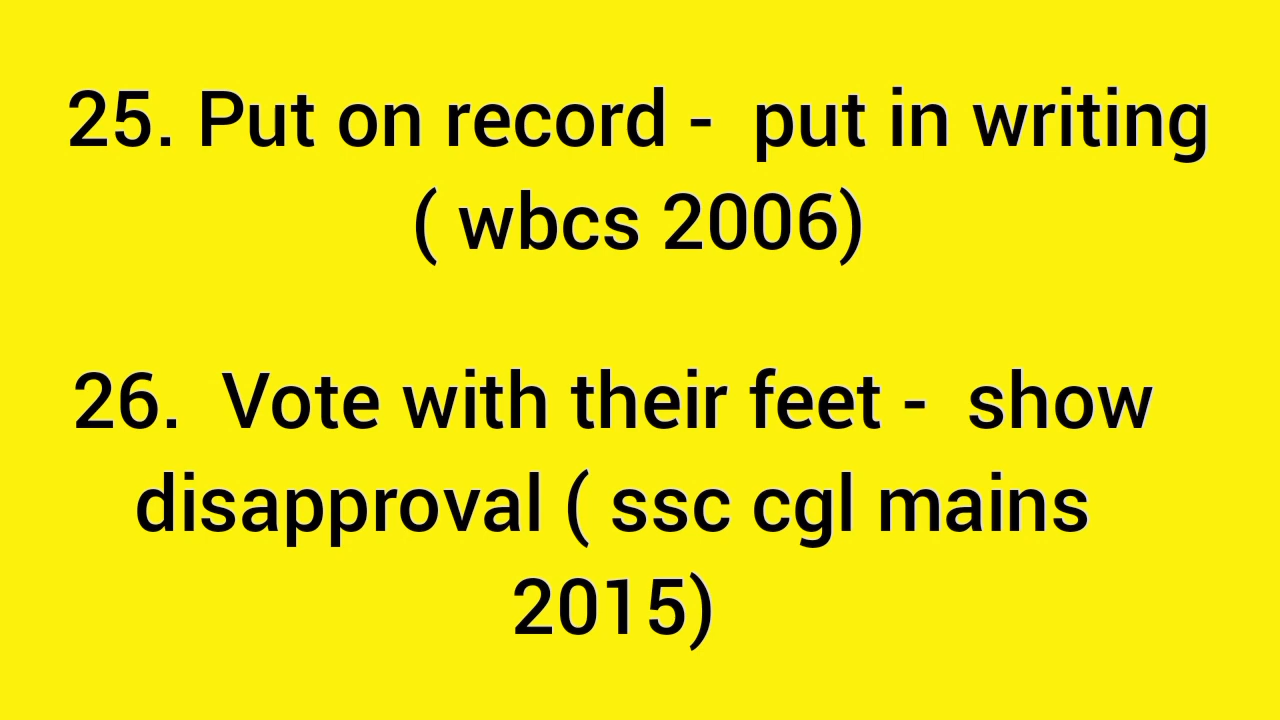 25. Put on record -  put in writing
( wbcs 2006)
26.  Vote with their feet -  show
disapproval ( ssc cgl mains
2015)